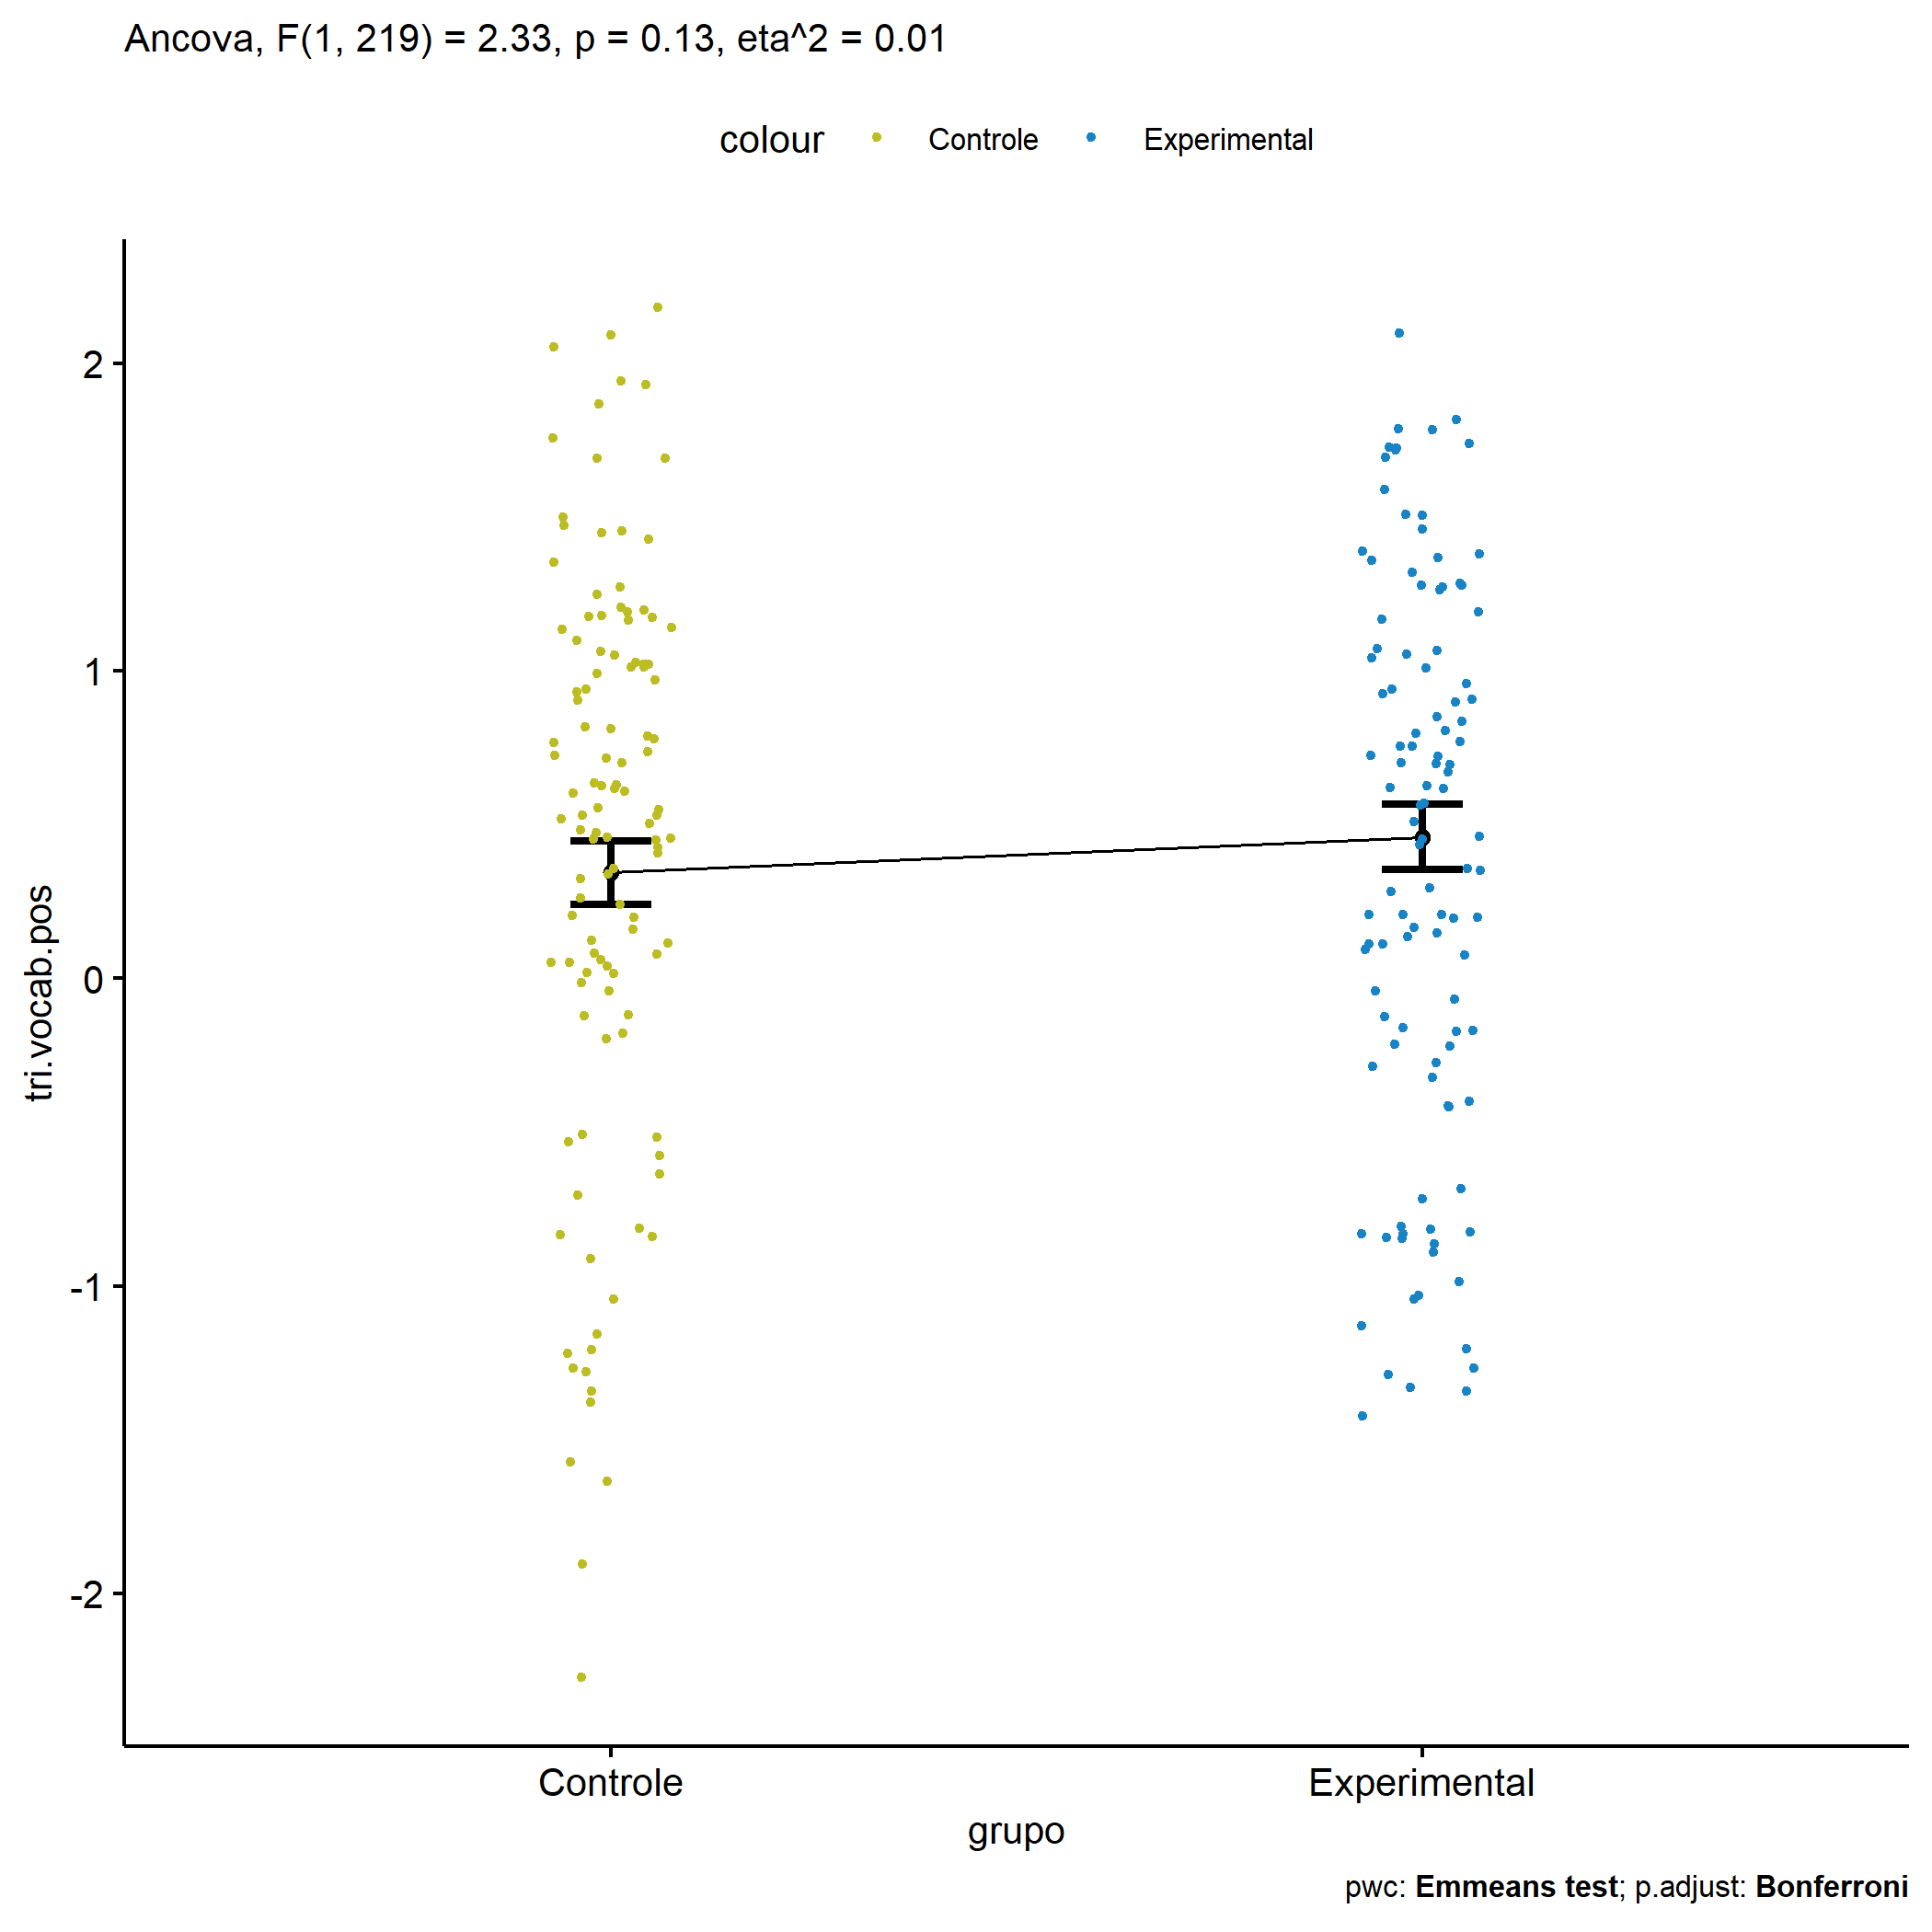 Ancova, F(1, 219) = 2.33, p = 0.13, eta^2 = 0.01
colour Controle Experimental
tri.vocab.pos
2
1
0
-1
-2
Controle Experimental
grupo
pwc: Emmeans test; p.adjust: Bonferroni